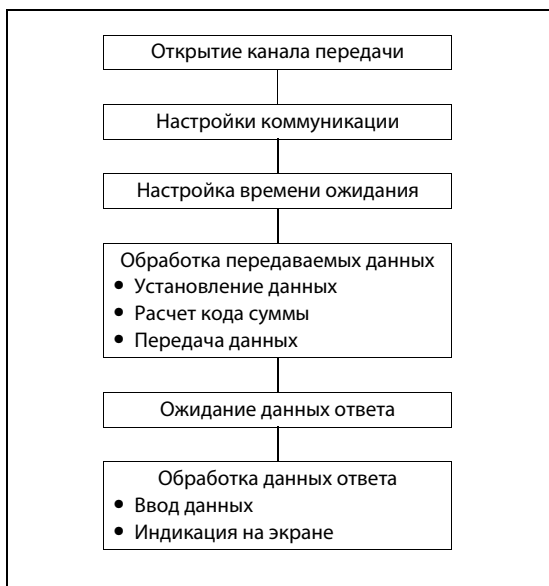 Открытие канала передачи
Настройки коммуникации
Настройка времени ожидания
Обработка передаваемых данных
• Установление данных
• Расчет кода суммы
• Передача данных
Ожидание данных ответа
Обработка данных ответа
• Ввод данных
• Индикация на экране